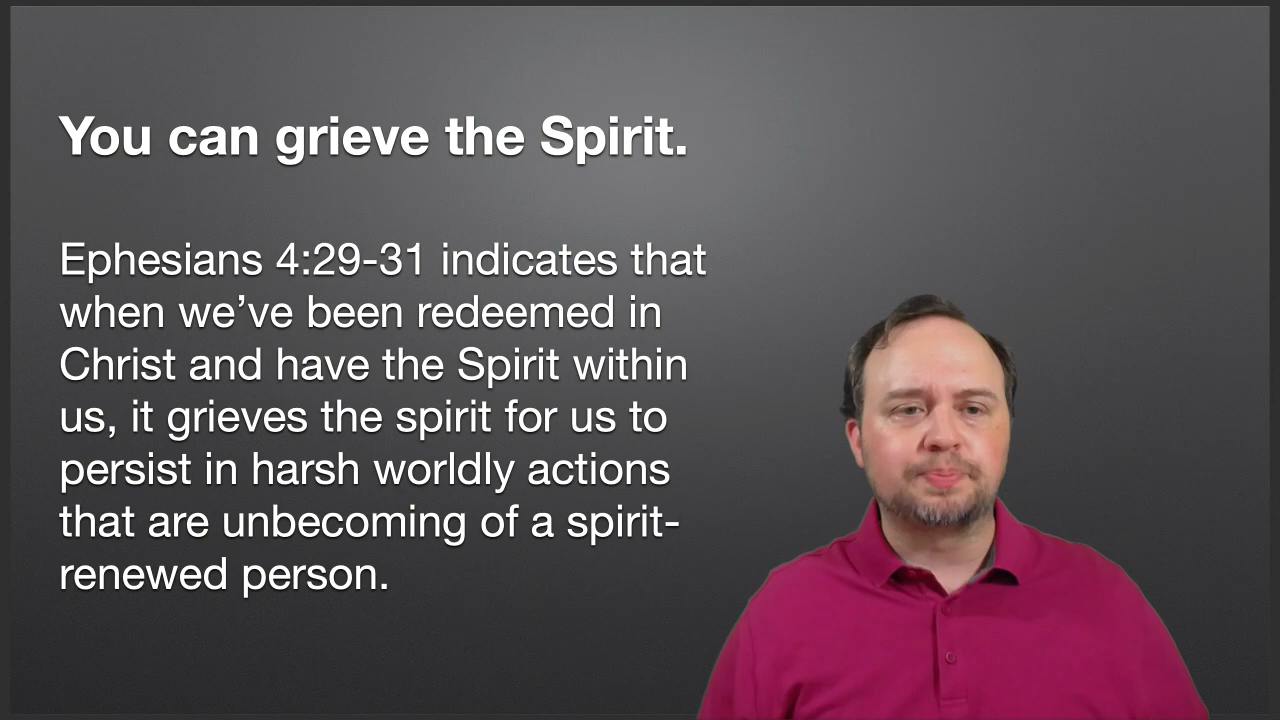 You can grieve the Spirit.
Ephesians 4:29-31 indicates that
when we’ve been redeemed in
Christ and have the Spirit within
us, it grieves the spirit for us to
persist in harsh worldly actions
that are unbecoming of a spirit-
renewed person.